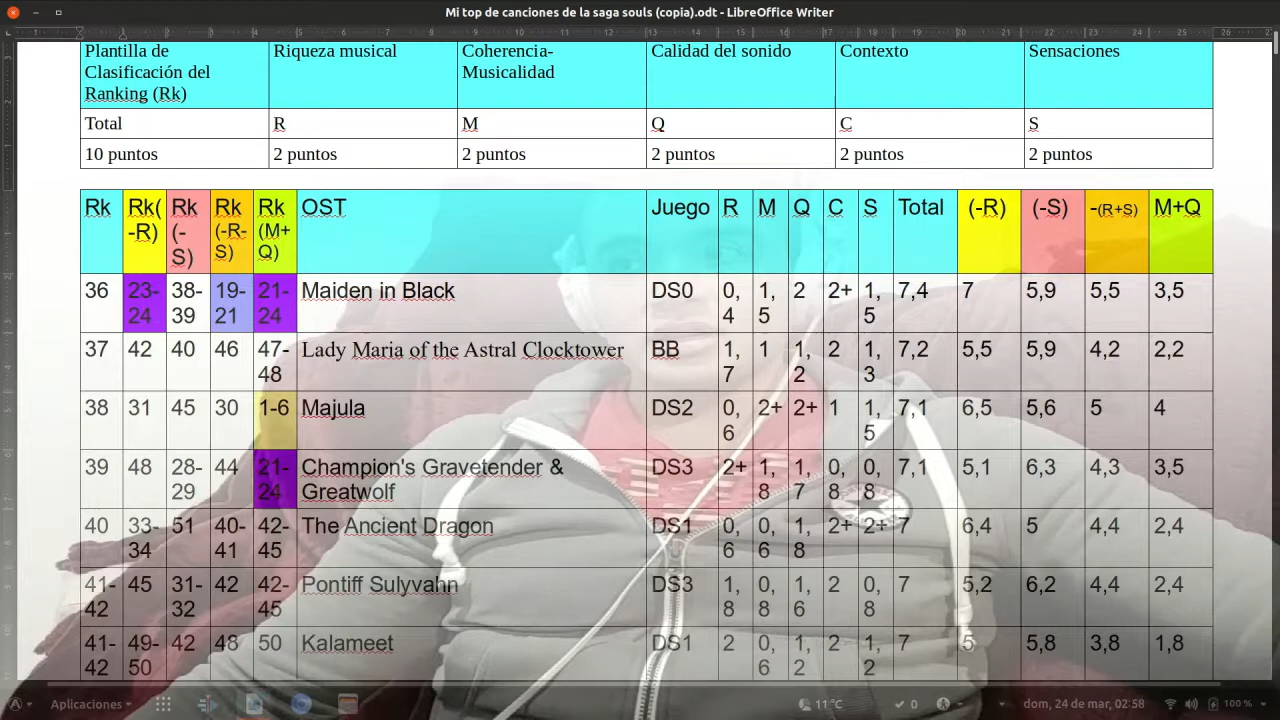 Mi top de canciones de la saga souls (copia).odt - LibreOffice Writer
Plantilla de Clasificación del Ranking (Rk) Riqueza musical Coherencia-Musicalidad Calidad del sonido Contexto Sensaciones
Total R M Q C S
10 puntos 2 puntos 2 puntos 2 puntos 2 puntos 2 puntos
Rk Rk(-R) Rk (-S) Rk (-R-S) Rk (M+Q) OST Juego R M Q C S Total (-R) (-S) -(R+S) M+Q
36 23-24 38-39 19-21 21-24 Maiden in Black DS0 0,4 1,5 2 2+ 1,5 7,4 7 5,9 5,5 3,5
37 42 40 46 47-48 Lady Maria of the Astral Clocktower BB 1,7 1 1,2 2 1,3 7,2 5,5 5,9 4,2 2,2
38 31 45 30 1-6 Majula DS2 0,6 2+ 2+ 1 1,5 7,1 6,5 5,6 5 4
39 48 28-29 44 21-24 Champion's Gravetender & Greatwolf DS3 2+ 1,8 1,7 0,8 0,8 7,1 5,1 6,3 4,3 3,5
40 33-34 51 40-41 42-45 The Ancient Dragon DS1 0,6 0,6 1,8 2+ 2+ 7 6,4 5 4,4 2,4
41-42 45 31-32 42 42-45 Pontiff Sulyvahn DS3 1,8 0,8 1,6 2 0,8 7 5,2 6,2 4,4 2,4
41-42 49-50 42 48 50 Kalameet DS1 2 0,6 1,2 2 1,2 7 5 5,8 3,8 1,8
Aplicaciones 11 °C 0 dom, 24 de mar, 02:58 100 %